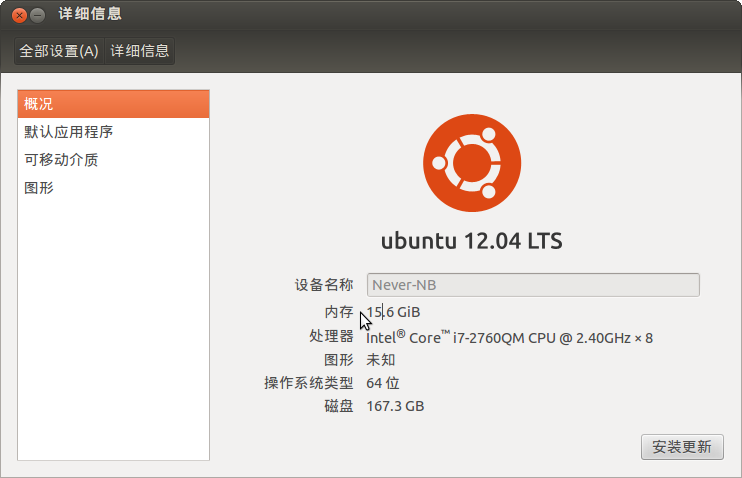 详细信息
全部设置(A) 详细信息
概况
默认应用程序
可移动介质
图形
ubuntu 12.04 LTS
设备名称 Never-NB
内存 15.6 GiB
处理器 Intel® Core™ i7-2760QM CPU @ 2.40GHz × 8
图形 未知
操作系统类型 64 位
磁盘 167.3 GB
安装更新